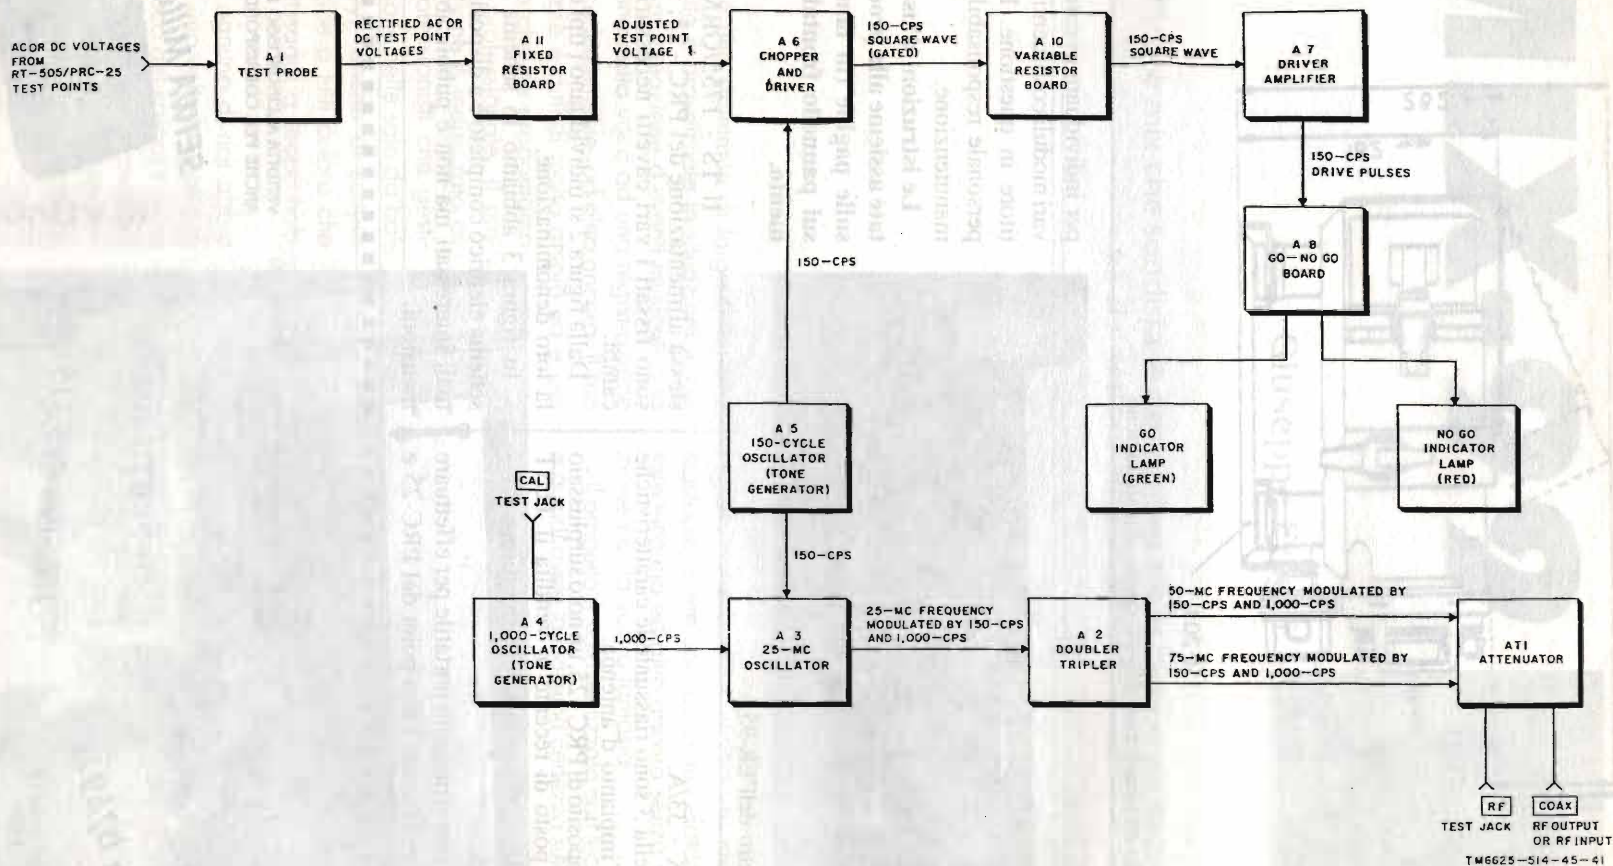 AC OR DC VOLTAGES
FROM
RT-505/PRC-25
TEST POINTS
A 1
TEST PROBE
RECTIFIED AC OR
DC TEST POINT
VOLTAGES
A 11
FIXED
RESISTOR
BOARD
ADJUSTED
TEST POINT
VOLTAGE
A 6
CHOPPER
AND
DRIVER
150-CPS
SQUARE WAVE
(GATED)
A 10
VARIABLE
RESISTOR
BOARD
150-CPS
SQUARE WAVE
A 7
DRIVER
AMPLIFIER
150-CPS
DRIVE PULSES
A 8
GO-NO GO
BOARD
150-CPS
GO
INDICATOR
LAMP
(GREEN)
NO GO
INDICATOR
LAMP
(RED)
A 5
150-CYCLE
OSCILLATOR
(TONE
GENERATOR)
CAL
TEST JACK
150-CPS
A 4
1,000-CYCLE
OSCILLATOR
(TONE
GENERATOR)
1,000-CPS
A 3
25-MC
OSCILLATOR
25-MC FREQUENCY
MODULATED BY 150-CPS
AND 1,000-CPS
A 2
DOUBLER
TRIPLER
50-MC FREQUENCY MODULATED BY
150-CPS AND 1,000-CPS
75-MC FREQUENCY MODULATED BY
150-CPS AND 1,000-CPS
AT1
ATTENUATOR
RF
TEST JACK
COAX
RF OUTPUT
OR RF INPUT
TM6625-514-45-41